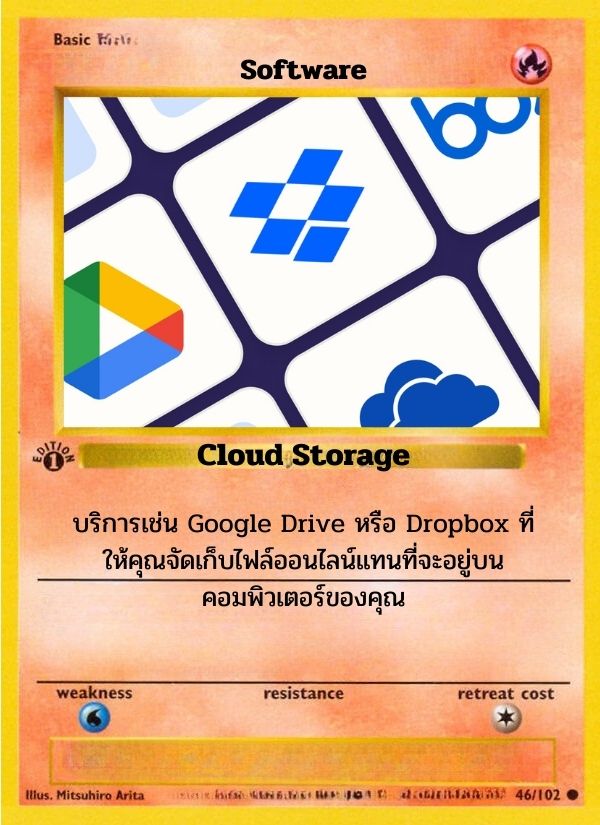 Basic
Software
bo
EDITION 1
Cloud Storage
บริการเช่น Google Drive หรือ Dropbox ที่
ให้คุณจัดเก็บไฟล์ออนไลน์แทนที่จะอยู่บน
คอมพิวเตอร์ของคุณ
weakness resistance retreat cost
Illus. Mitsuhiro Arita 46/102